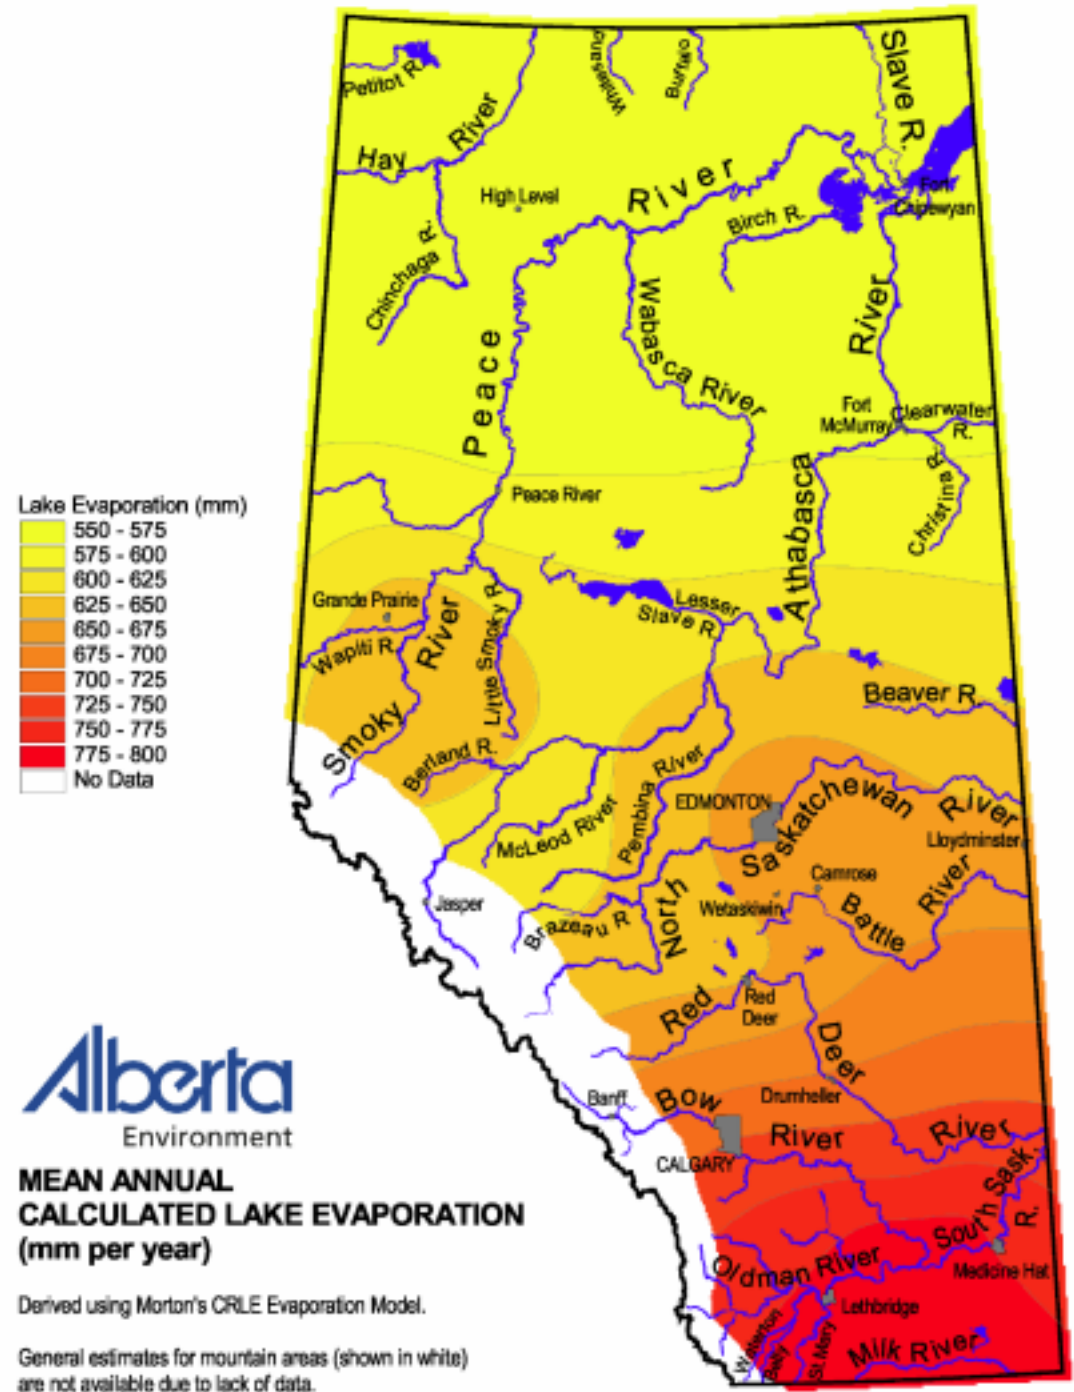 Petitot R.
Hay River
Whitesand
Buffalo
Slave R.
High Level
Peace River
Birch R.
Fort
Chipewyan
Chinchaga R.
Wabasca River
Athabasca River
Fort
McMurray
Clearwater
R.
Christina R.
Peace River
Lake Evaporation (mm)
550 - 575
575 - 600
600 - 625
625 - 650
650 - 675
675 - 700
700 - 725
725 - 750
750 - 775
775 - 800
No Data
Grande Prairie
Wapiti R.
Smoky River
Little Smoky R.
Lesser
Slave R.
Beaver R.
Berland R.
McLeod River
Pembina River
EDMONTON
North Saskatchewan River
Lloydminster
Camrose
Wetaskiwin
Battle River
Jasper
Brazeau R.
Red Deer River
Red
Deer
Drumheller
Banff
Bow River
CALGARY
South Sask. R.
Oldman River
Medicine Hat
Lethbridge
Waterton
Belly
St. Mary
Milk River
Alberta
Environment
MEAN ANNUAL
CALCULATED LAKE EVAPORATION
(mm per year)
Derived using Morton's CRLE Evaporation Model.
General estimates for mountain areas (shown in white)
are not available due to lack of data.